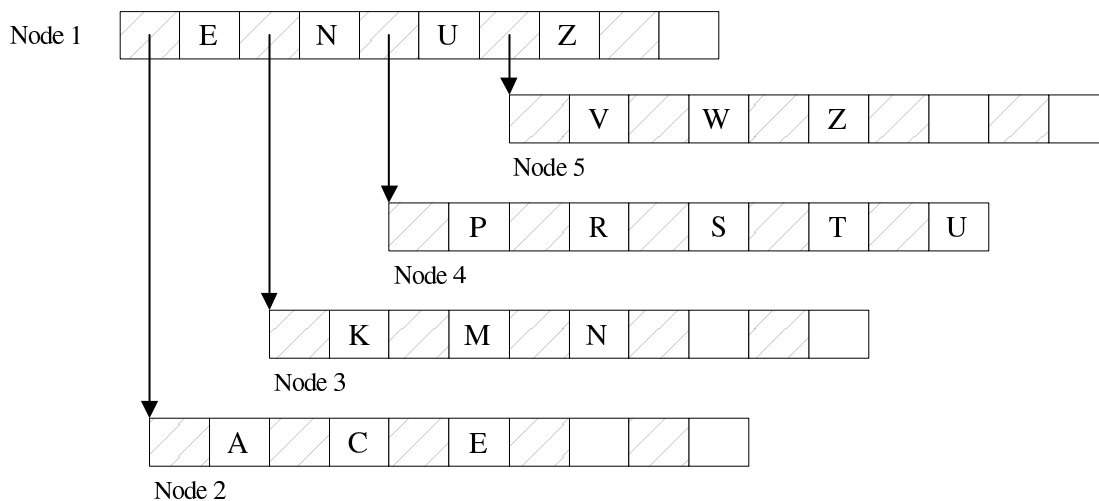 Node 1 E N U Z
V W Z
Node 5
P R S T U
Node 4
K M N
Node 3
A C E
Node 2